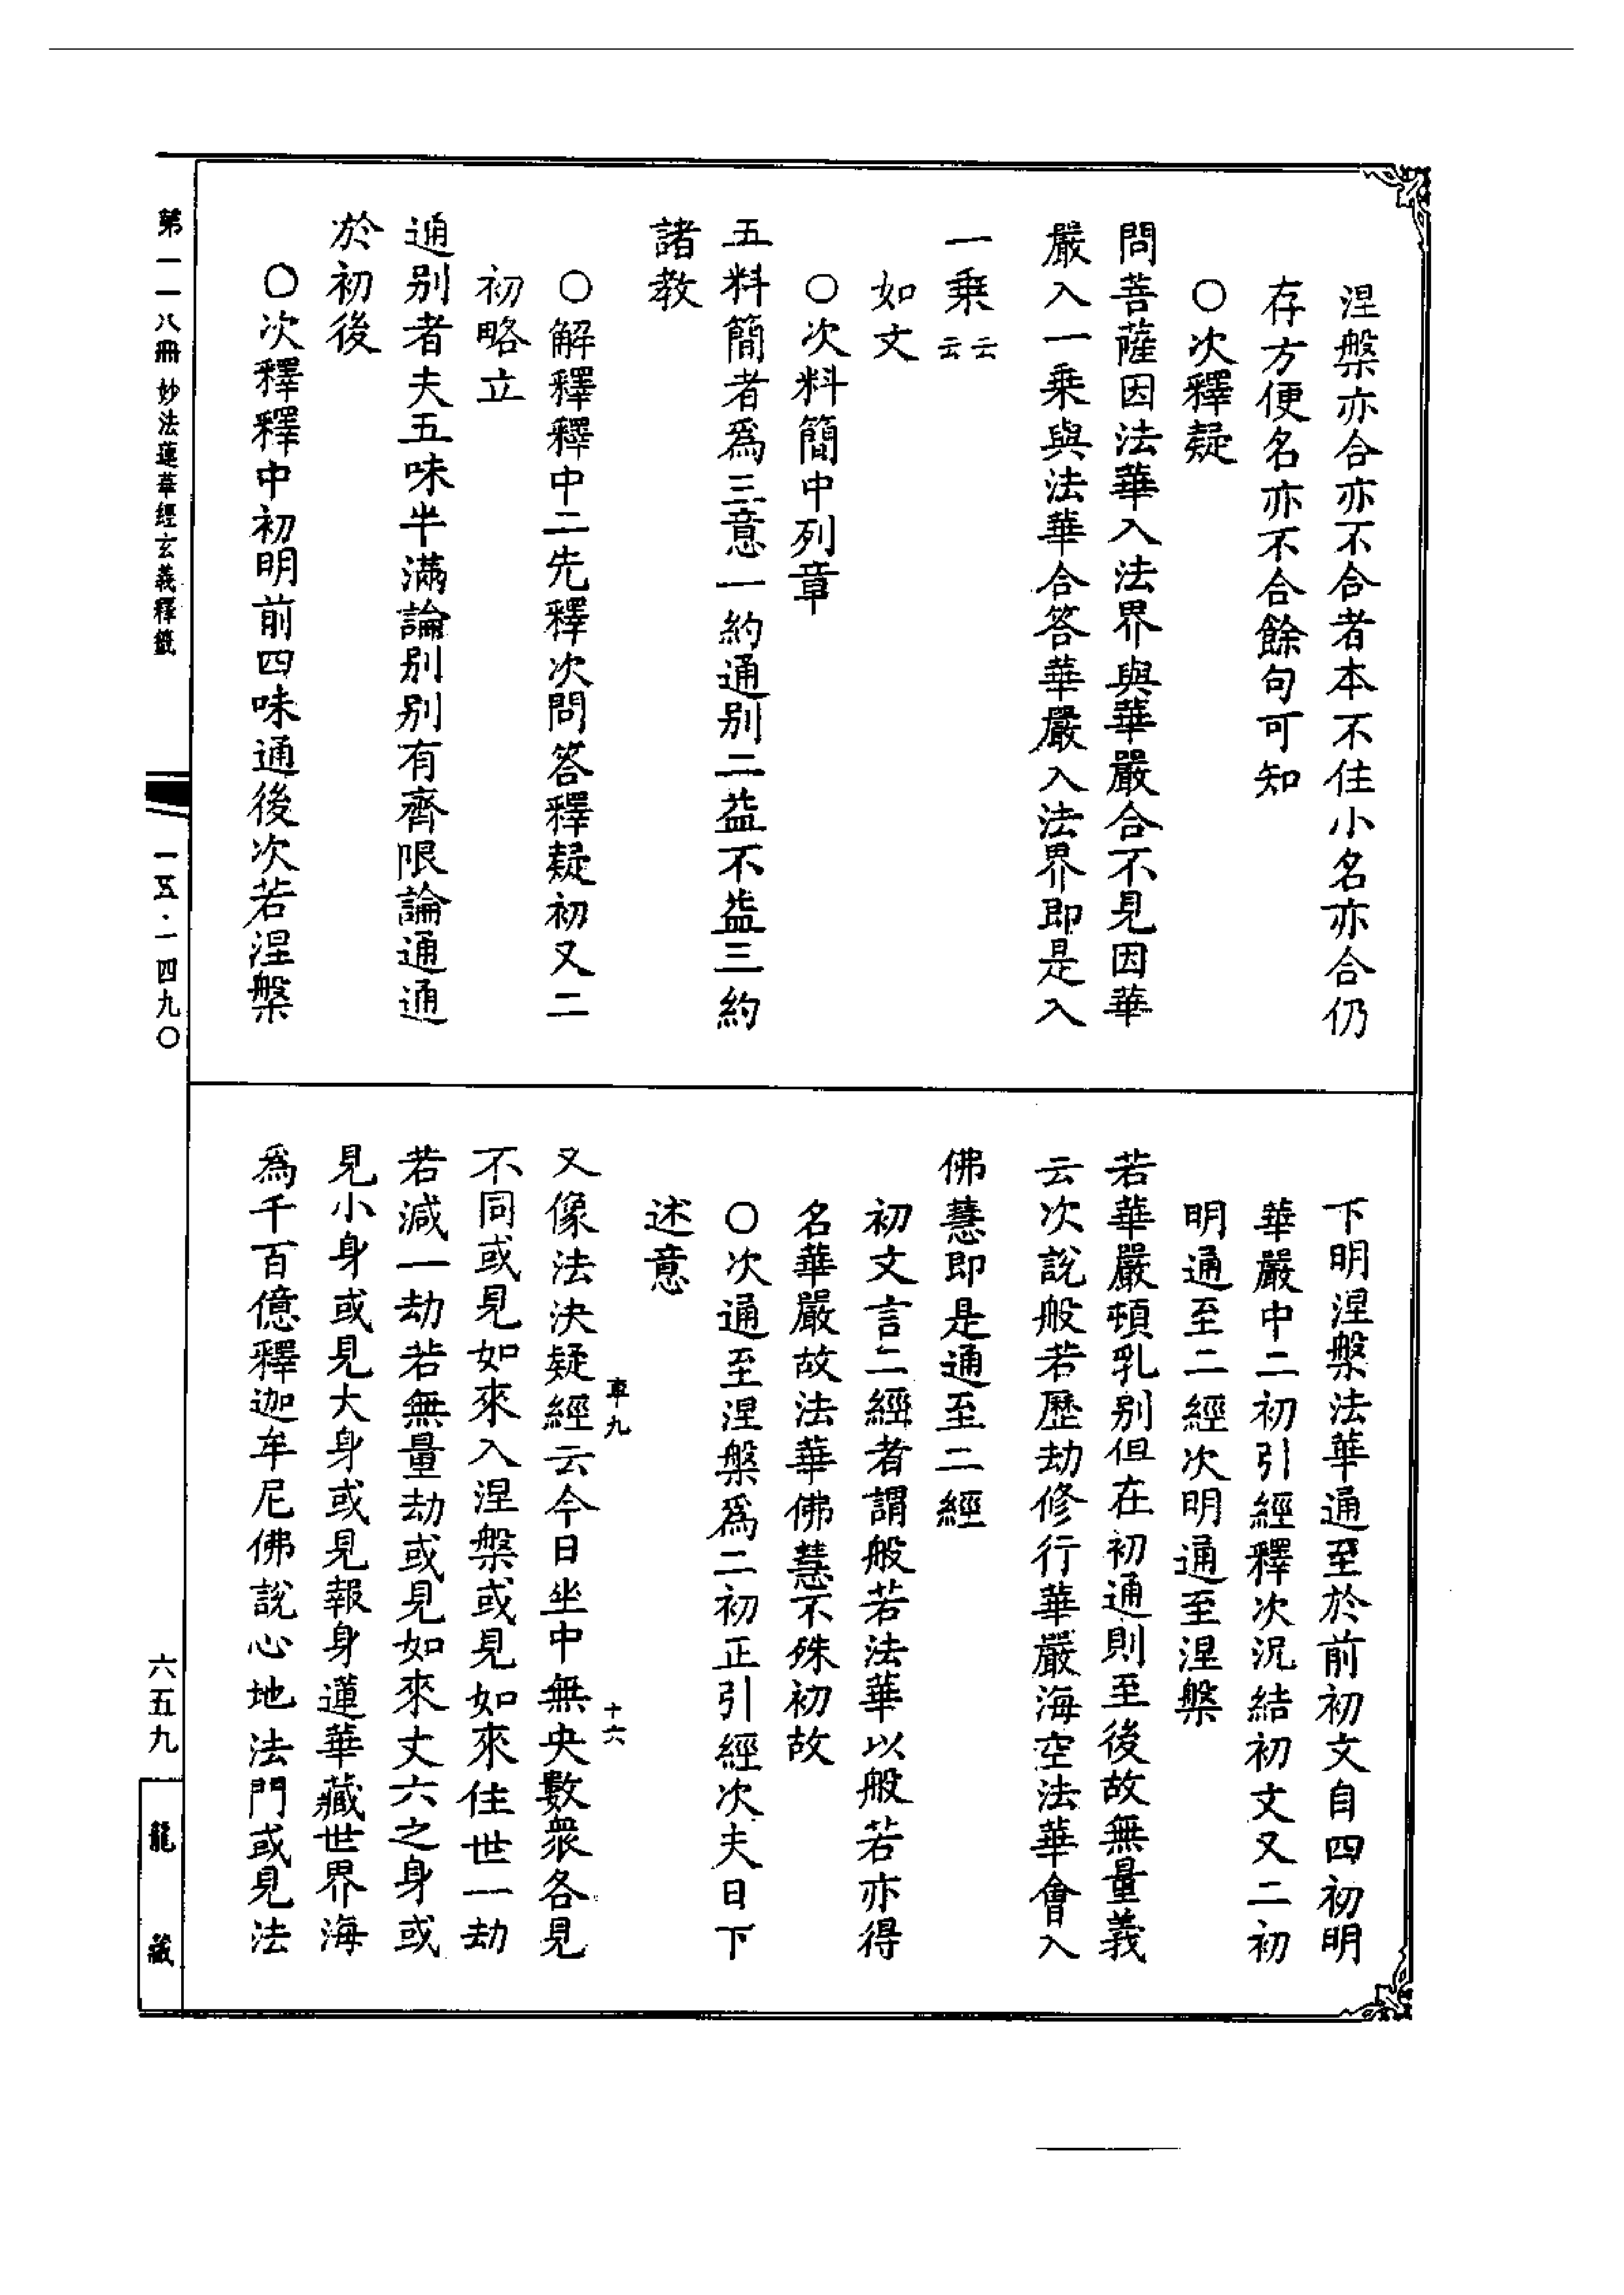 涅槃亦合亦不合者本不住小名亦合仍
存方便名亦不合餘句可知
○次釋疑
問菩薩因法華入法界與華嚴合不見因華
嚴入一乘與法華合答華嚴入法界即是入
一乘云云
如文
○次料簡中列章
五料簡者為三意一約通別二益不益三約
諸教
○解釋釋中二先釋次問答釋疑初又二
初略立
通別者夫五味半滿論別別有齊限論通通
於初後
○次釋釋中初明前四味通後次若涅槃
下明涅槃法華通至於前初文自四初明
華嚴中二初引經釋次況結初文又二初
明通至二經次明通至涅槃
若華嚴頓乳別但在初通則至後故無量義
云次說般若歷劫修行華嚴海空法華會入
佛慧即是通至二經
初文言二經者謂般若法華以般若亦得
名華嚴故法華佛慧不殊初故
○次通至涅槃為二初正引經次夫日下
述意
車九
十六
又像法決疑經云今日坐中無央數眾各見
不同或見如來入涅槃或見如來住世一劫
若減一劫若無量劫或見如來丈六之身或
見小身或見大身或見報身蓮華藏世界海
為千百億釋迦牟尼佛說心地法門或見法
第一一八冊 妙法蓮華經玄義釋籤
一五·一四九〇
六五九
龍藏